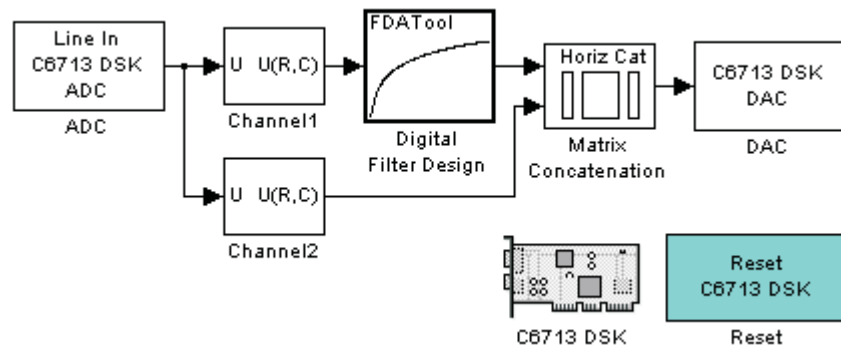 Line In
C6713 DSK
ADC
ADC
U U(R,C)
Channel1
FDATool
Digital
Filter Design
Horiz Cat
Matrix
Concatenation
C6713 DSK
DAC
DAC
U U(R,C)
Channel2
C6713 DSK
Reset
C6713 DSK
Reset